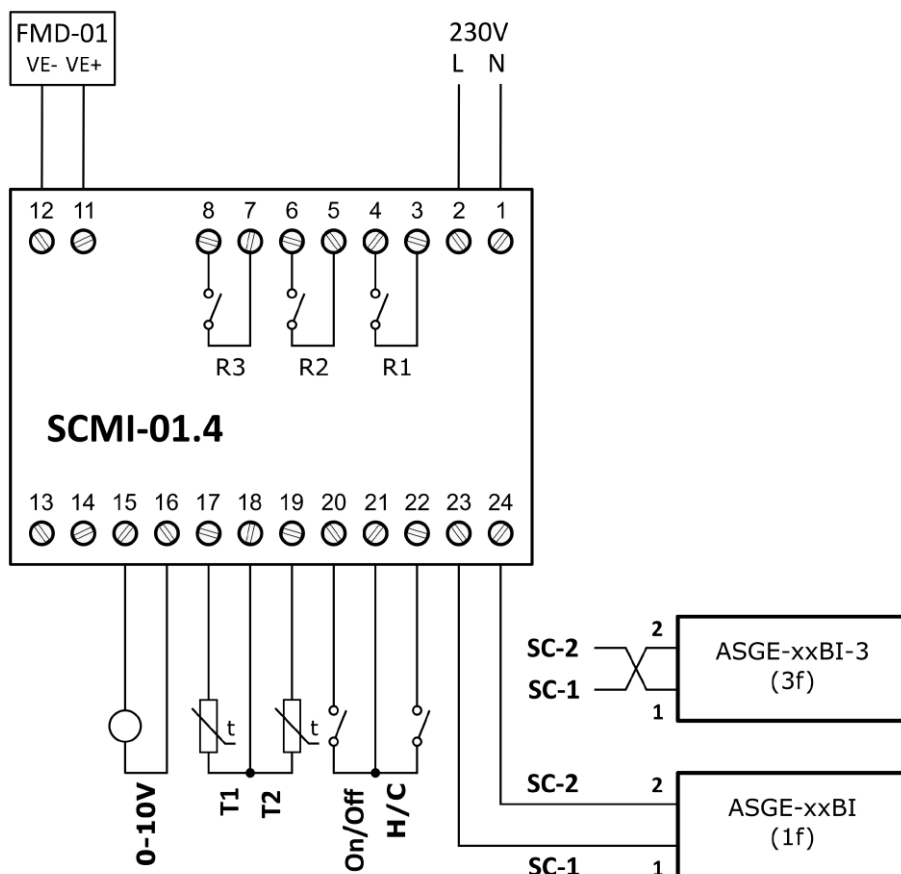 FMD-01
VE- VE+
230V
L N
12 11 8 7 6 5 4 3 2 1
R3 R2 R1
SCMI-01.4
13 14 15 16 17 18 19 20 21 22 23 24
0-10V
T1
t
T2
t
On/Off
H/C
SC-2
SC-1
2
1
ASGE-xxBI-3
(3f)
SC-2
SC-1
2
1
ASGE-xxBI
(1f)